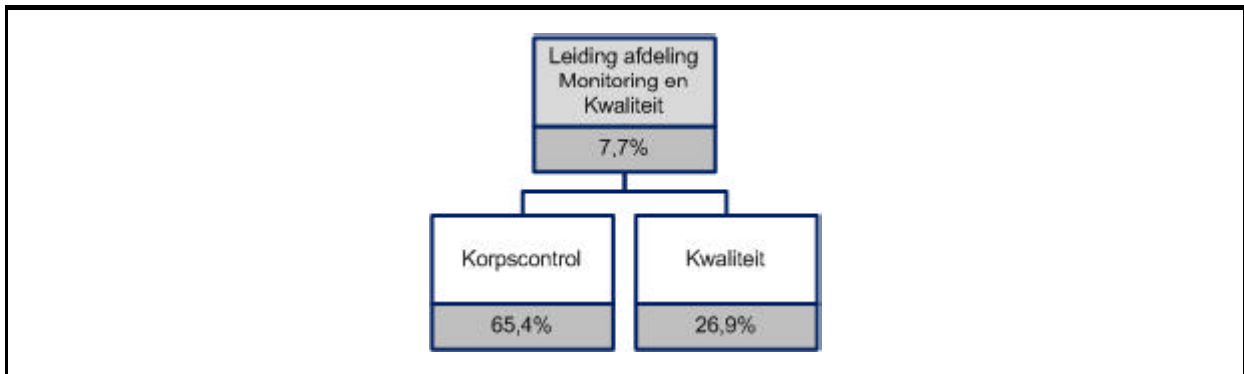 Leiding afdeling
Monitoring en
Kwaliteit
7,7%
Korpscontrol
Kwaliteit
65,4%
26,9%